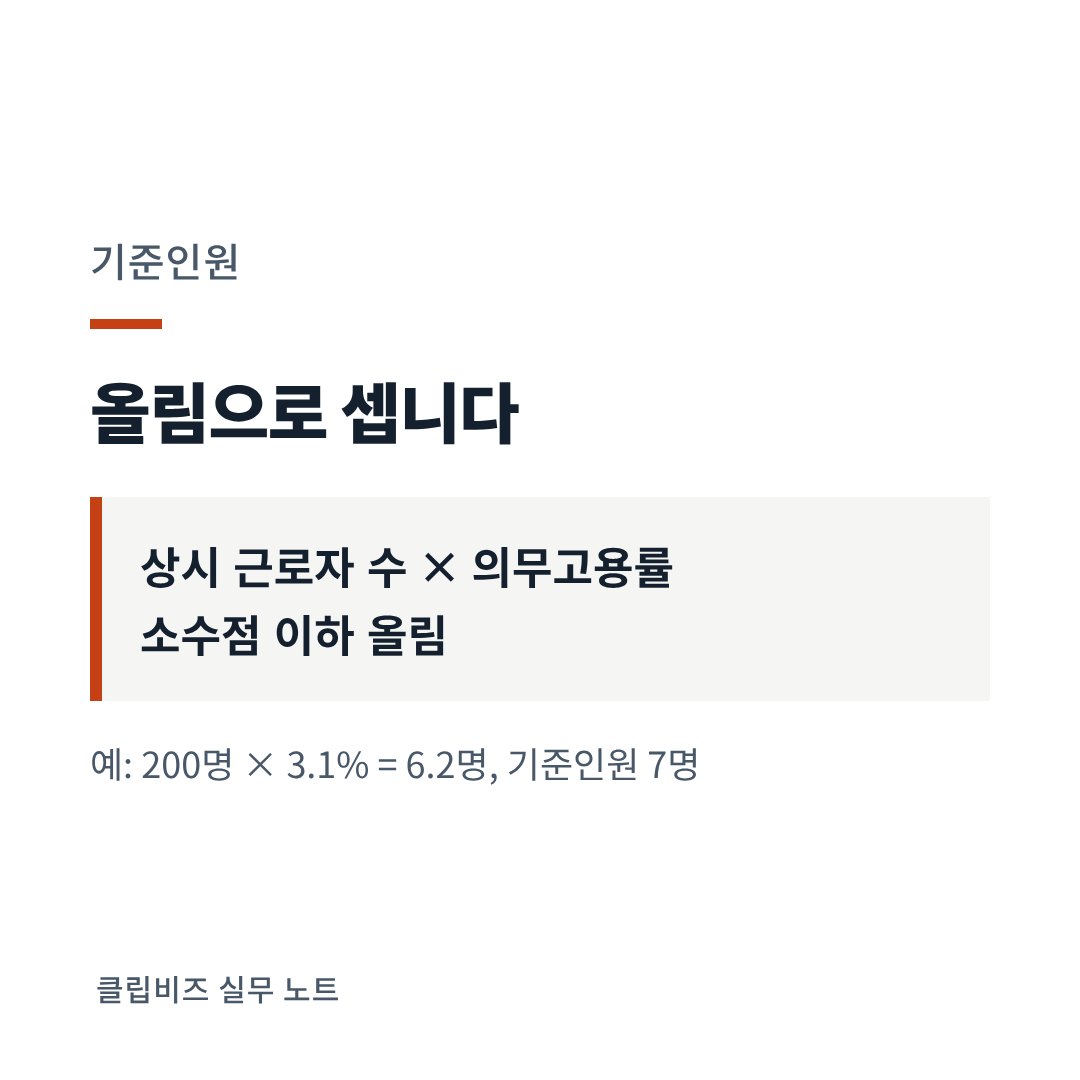 기준인원
올림으로 셉니다
상시 근로자 수 × 의무고용률
소수점 이하 올림
예: 200명 × 3.1% = 6.2명, 기준인원 7명
클립비즈 실무 노트